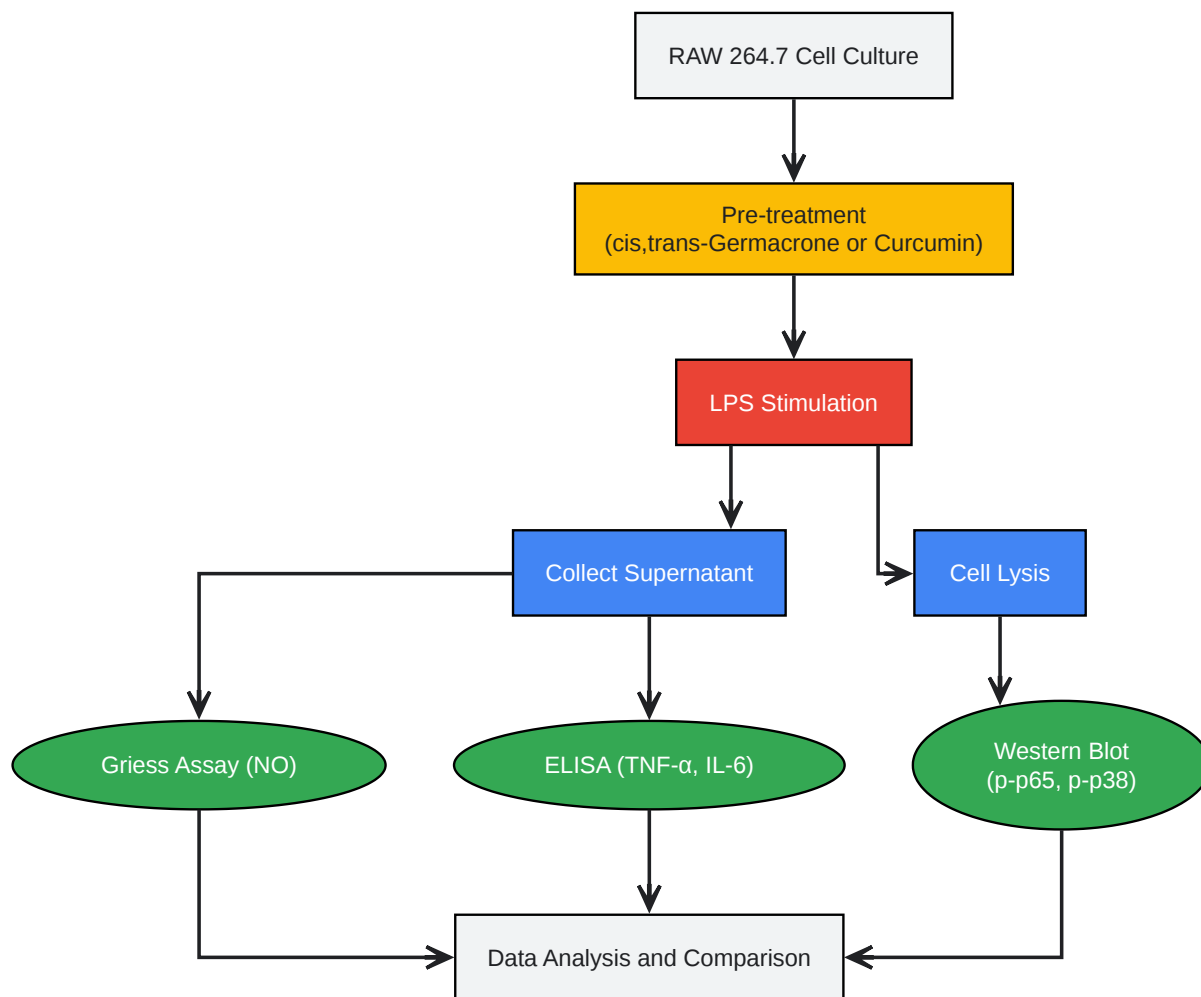 RAW 264.7 Cell Culture
Pre-treatment
(cis,trans-Germacrone or Curcumin)
LPS Stimulation
Collect Supernatant
Cell Lysis
Griess Assay (NO)
ELISA (TNF-α, IL-6)
Western Blot
(p-p65, p-p38)
Data Analysis and Comparison